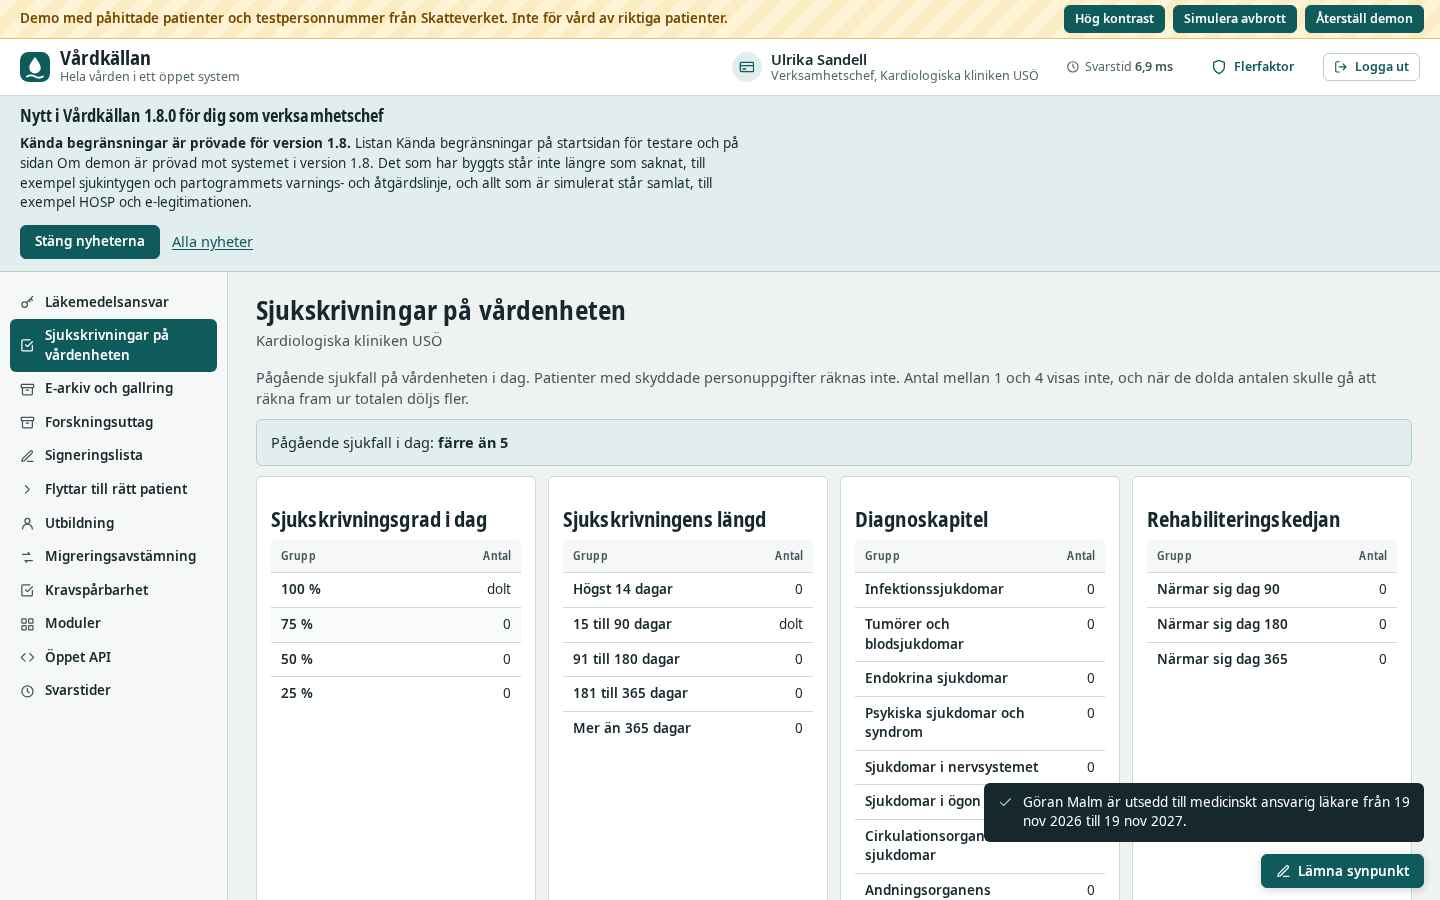 Demo med påhittade patienter och testpersonnummer från Skatteverket. Inte för vård av riktiga patienter.
Hög kontrast
Simulera avbrott
Återställ demon
Vårdkällan
Hela vården i ett öppet system
Ulrika Sandell
Verksamhetschef, Kardiologiska kliniken USÖ
Svarstid 6,9 ms
Flerfaktor
Logga ut
Nytt i Vårdkällan 1.8.0 för dig som verksamhetschef
Kända begränsningar är prövade för version 1.8. Listan Kända begränsningar på startsidan för testare och på
sidan Om demon är prövad mot systemet i version 1.8. Det som har byggts står inte längre som saknat, till
exempel sjukintygen och partogrammets varnings- och åtgärdslinje, och allt som är simulerat står samlat, till
exempel HOSP och e-legitimationen.
Stäng nyheterna
Alla nyheter
Läkemedelsansvar
Sjukskrivningar på
vårdenheten
E-arkiv och gallring
Forskningsuttag
Signeringslista
Flyttar till rätt patient
Utbildning
Migreringsavstämning
Kravspårbarhet
Moduler
Öppet API
Svarstider
Sjukskrivningar på vårdenheten
Kardiologiska kliniken USÖ
Pågående sjukfall på vårdenheten i dag. Patienter med skyddade personuppgifter räknas inte. Antal mellan 1 och 4 visas inte, och när de dolda antalen skulle gå att
räkna fram ur totalen döljs fler.
Pågående sjukfall i dag: färre än 5
Sjukskrivningsgrad i dag
Grupp Antal
100 % dolt
75 % 0
50 % 0
25 % 0
Sjukskrivningens längd
Grupp Antal
Högst 14 dagar 0
15 till 90 dagar dolt
91 till 180 dagar 0
181 till 365 dagar 0
Mer än 365 dagar 0
Diagnoskapitel
Grupp Antal
Infektionssjukdomar 0
Tumörer och 0
blodsjukdomar
Endokrina sjukdomar 0
Psykiska sjukdomar och 0
syndrom
Sjukdomar i nervsystemet 0
Sjukdomar i ögon
Cirkulationsorgan
sjukdomar
Andningsorganens 0
Rehabiliteringskedjan
Grupp Antal
Närmar sig dag 90 0
Närmar sig dag 180 0
Närmar sig dag 365 0
Göran Malm är utsedd till medicinskt ansvarig läkare från 19
nov 2026 till 19 nov 2027.
Lämna synpunkt